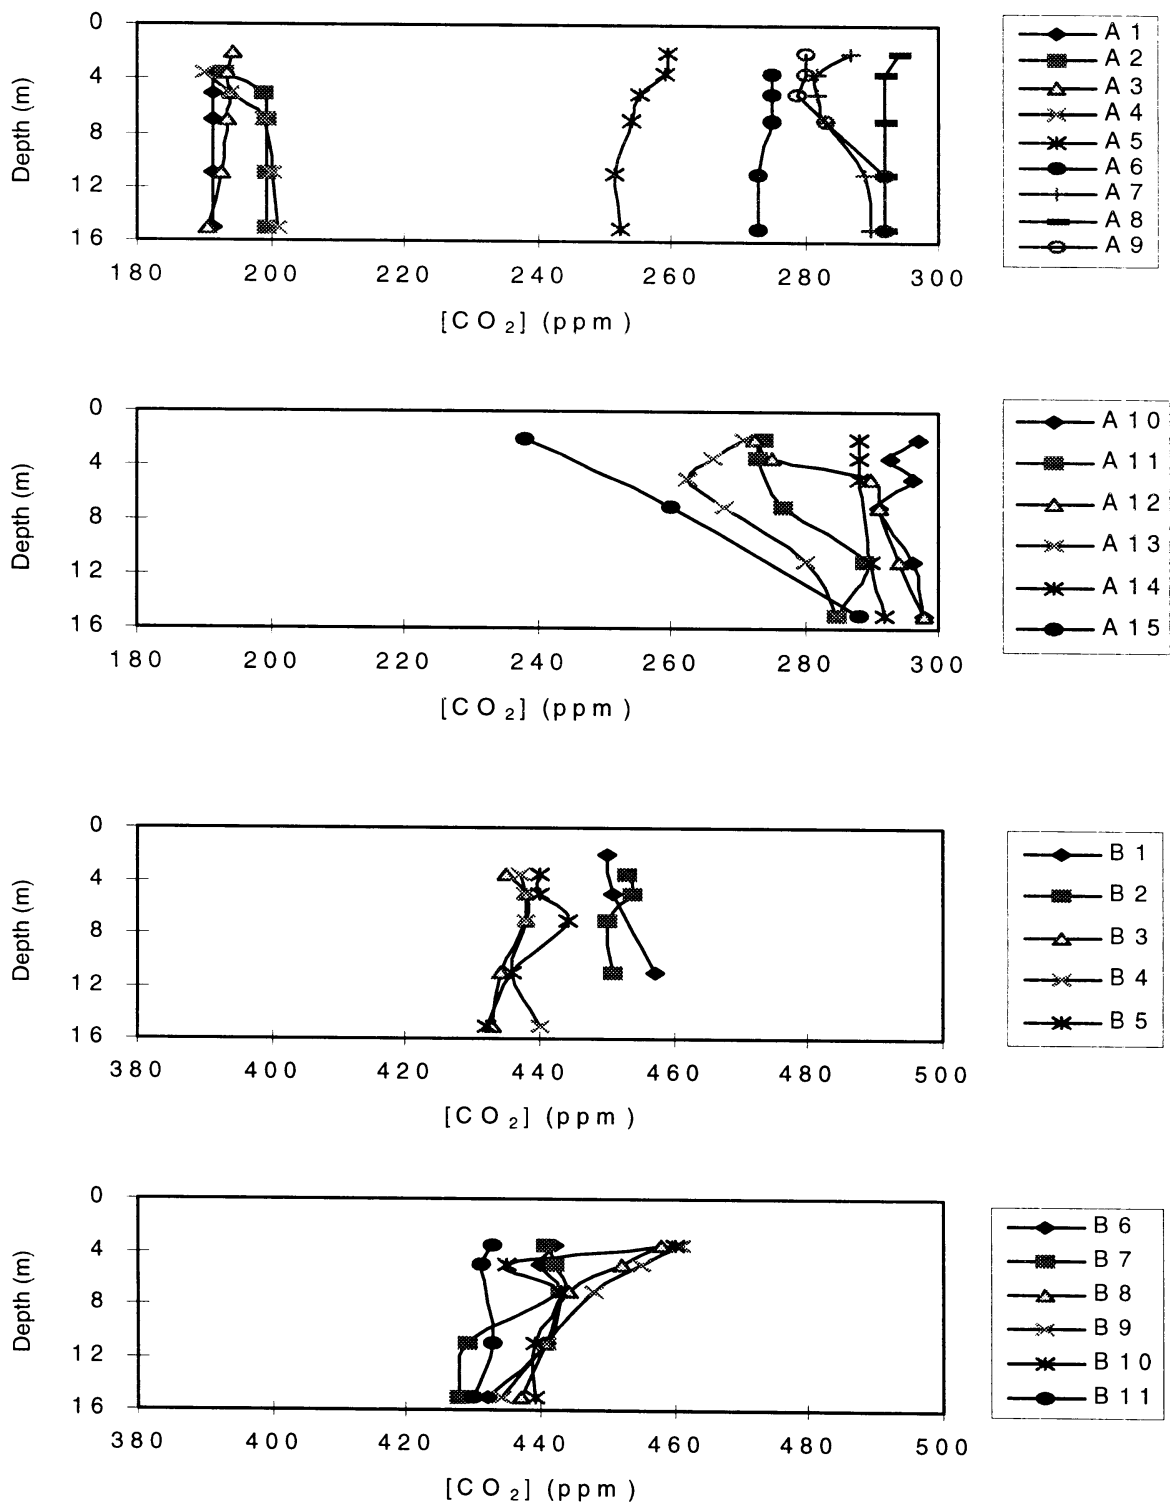 0
4
8
12
16
Depth (m)
180 200 220 240 260 280 300
[CO2] (ppm)
A 1
A 2
A 3
A 4
A 5
A 6
A 7
A 8
A 9
0
4
8
12
16
Depth (m)
180 200 220 240 260 280 300
[CO2] (ppm)
A 10
A 11
A 12
A 13
A 14
A 15
0
4
8
12
16
Depth (m)
380 400 420 440 460 480 500
[CO2] (ppm)
B 1
B 2
B 3
B 4
B 5
0
4
8
12
16
Depth (m)
380 400 420 440 460 480 500
[CO2] (ppm)
B 6
B 7
B 8
B 9
B 10
B 11